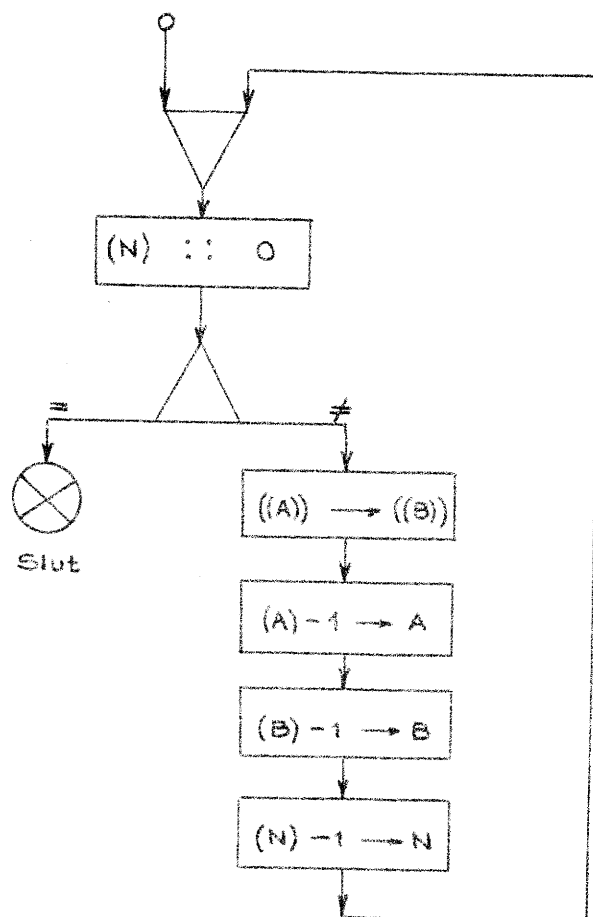 (N) :: 0
= ≠
((A)) → ((B))
Slut
(A) - 1 → A
(B) - 1 → B
(N) - 1 → N